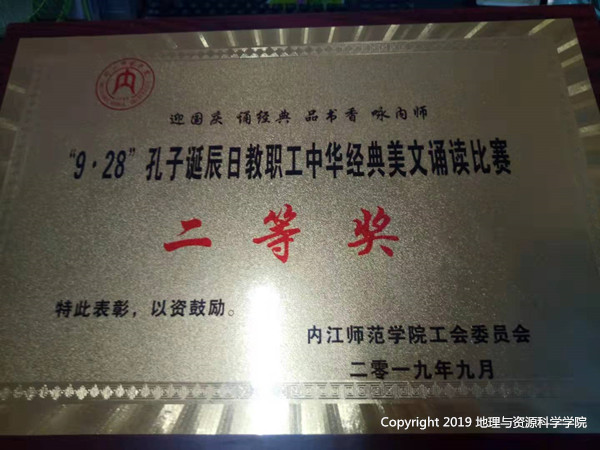 迎国庆 诵经典 品书香 咏内师
“9·28”孔子诞辰日教职工中华经典美文诵读比赛
二等奖
特此表彰，以资鼓励。
内江师范学院工会委员会
二零一九年九月
Copyright 2019 地理与资源科学学院